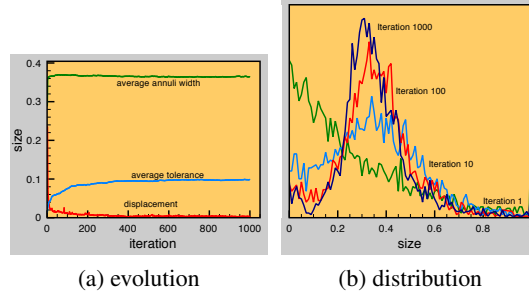 0.4
0.3
0.2
0.1
0
size
average annuli width
average tolerance
displacement
0 200 400 600 800 1000
iteration
(a) evolution
Iteration 1000
Iteration 100
Iteration 10
Iteration 1
0 0.2 0.4 0.6 0.8
size
(b) distribution